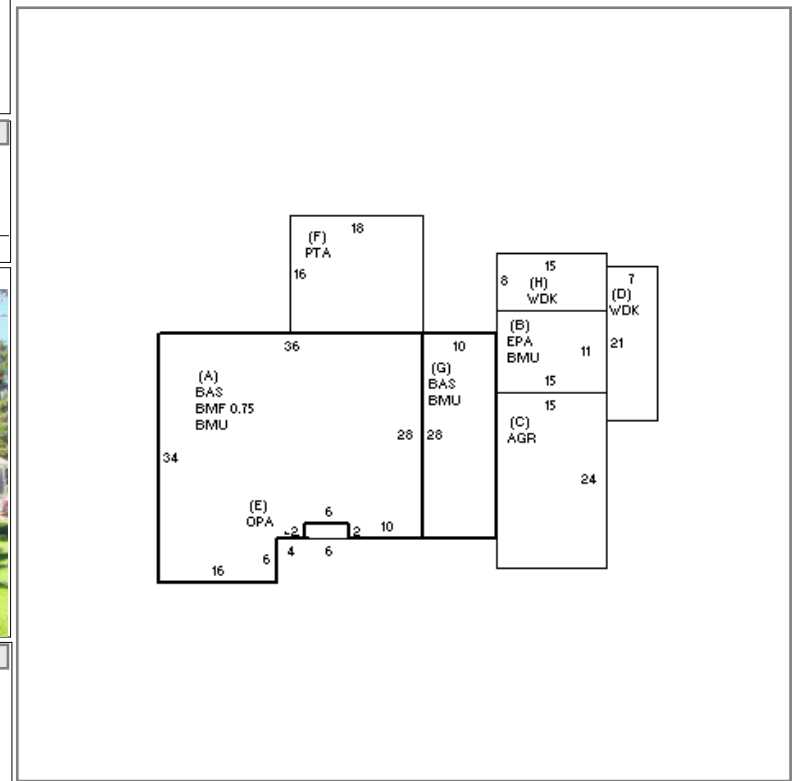 18
(F)
PTA
16
15
8
(H)
WDK
7
(D)
WDK
21
(B)
EPA
BMU
11
15
36
10
(A)
BAS
BMF 0.75
BMU
(G)
BAS
BMU
15
(C)
AGR
28
28
34
24
(E)
OPA
6
2
2
10
4
6
6
16